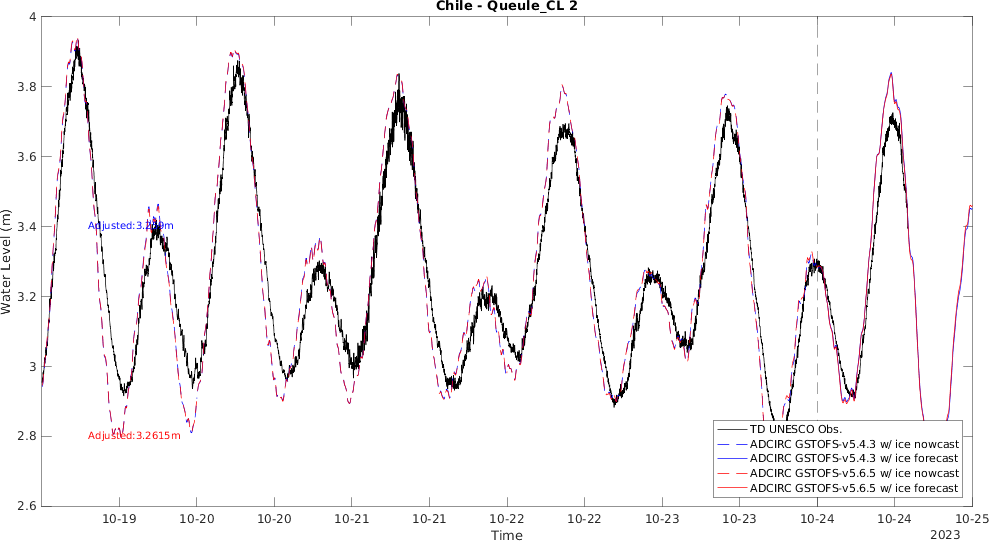 Chile - Queule_CL 2
4
3.8
3.6
3.4
3.2
3
2.8
2.6
Water Level (m)
Adjusted:3.2615m
TD UNESCO Obs.
ADCIRC GSTOFS-v5.4.3 w/ ice nowcast
ADCIRC GSTOFS-v5.4.3 w/ ice forecast
ADCIRC GSTOFS-v5.6.5 w/ ice nowcast
ADCIRC GSTOFS-v5.6.5 w/ ice forecast
10-19 10-20 10-20 10-21 10-21 10-22 10-22 10-23 10-23 10-24 10-24 10-25
Time
2023